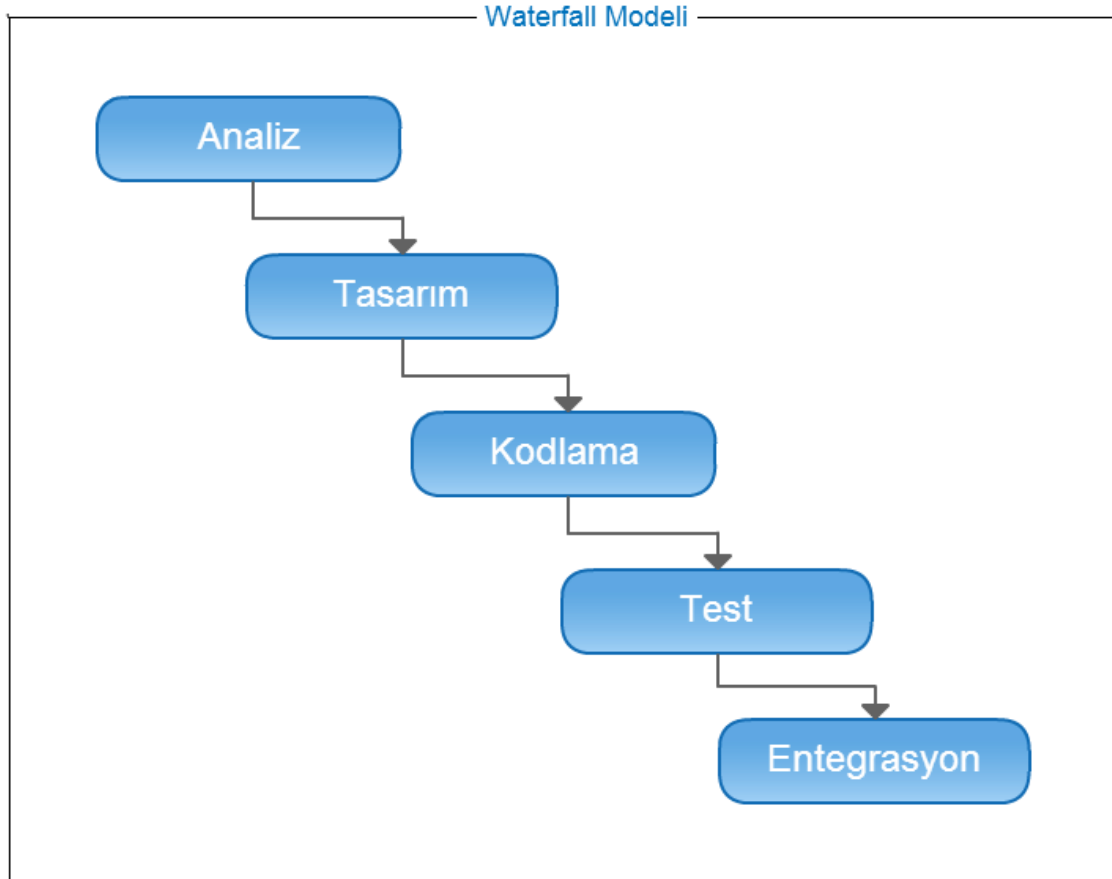 Waterfall Modeli
Analiz
Tasarım
Kodlama
Test
Entegrasyon